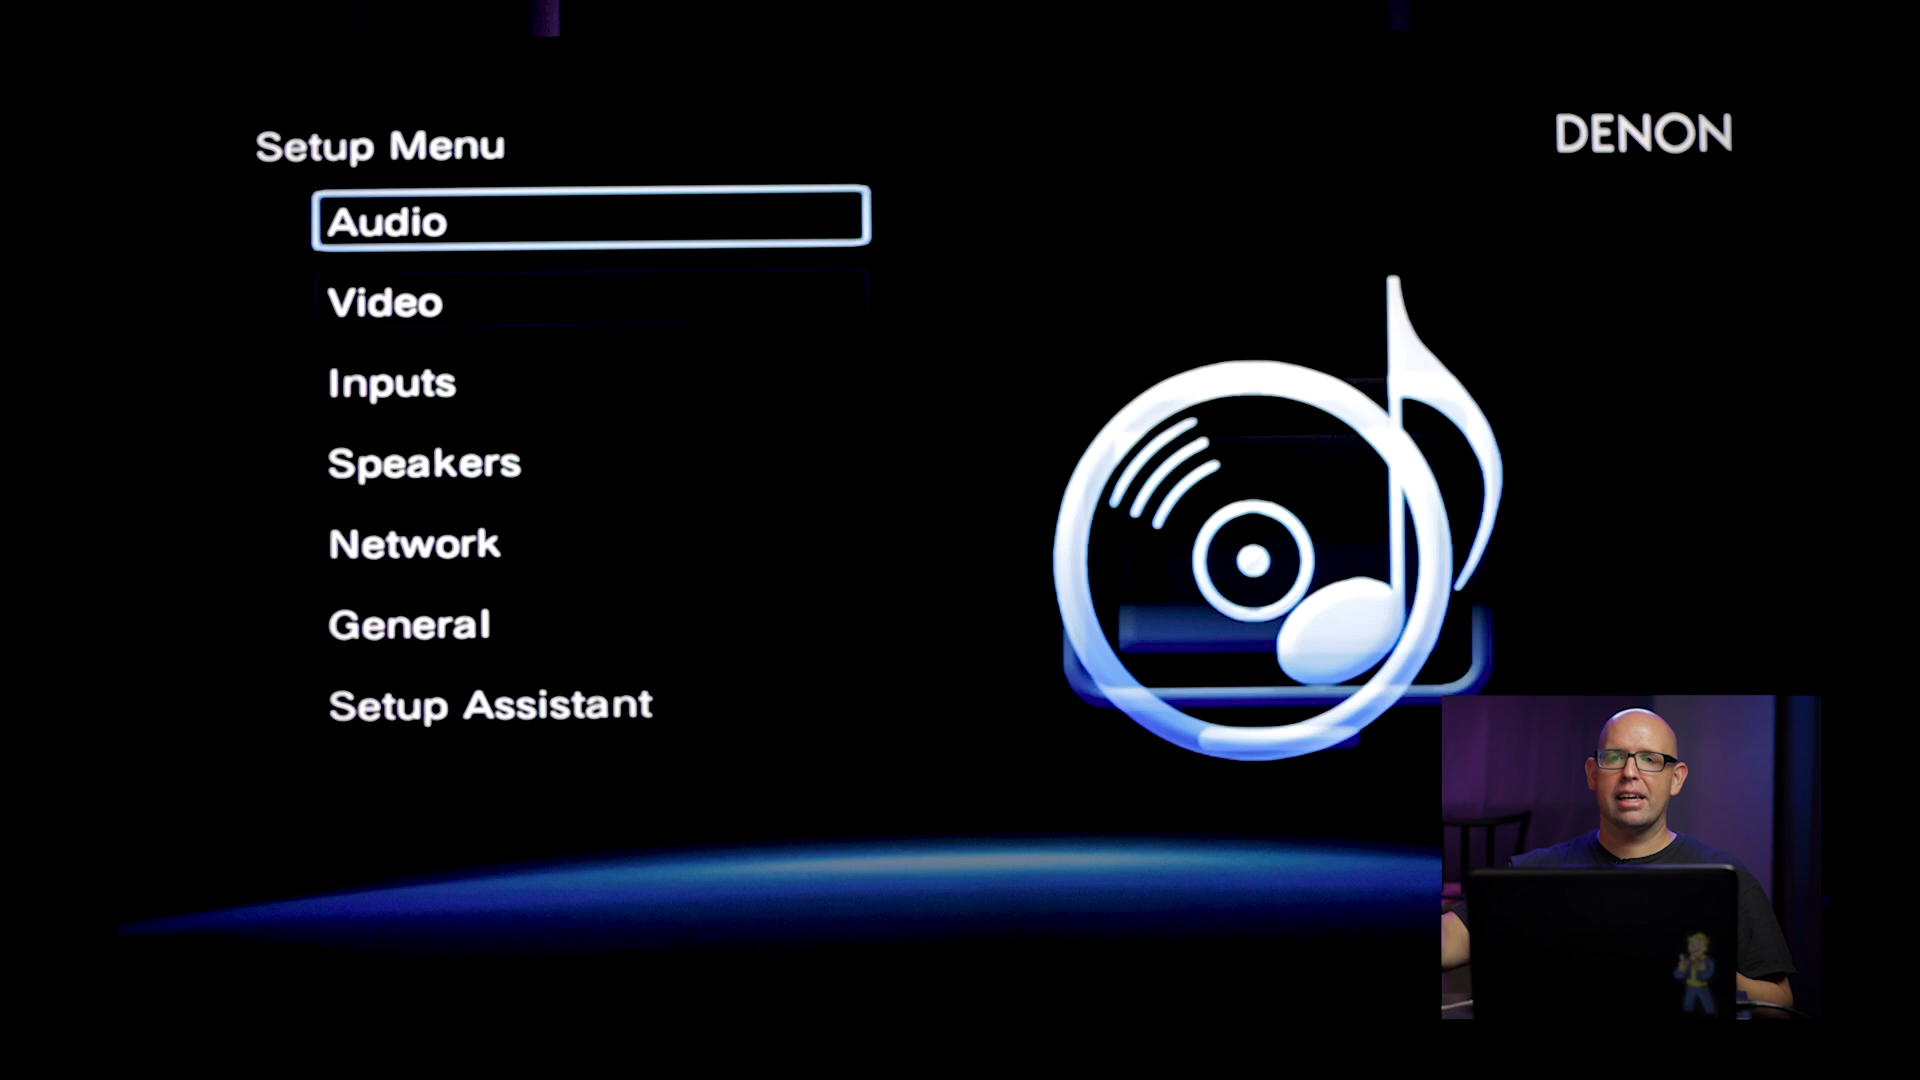 Setup Menu
DENON
Audio
Video
Inputs
Speakers
Network
General
Setup Assistant